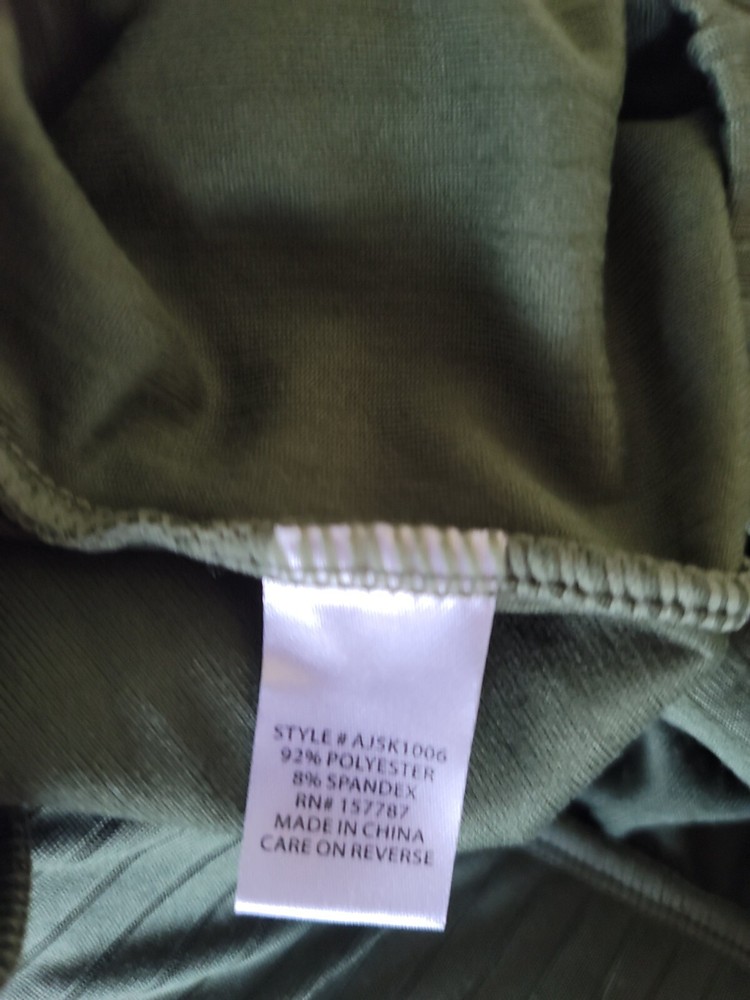 STYLE # AJSK1006
92% POLYESTER
8% SPANDEX
RN# 157787
MADE IN CHINA
CARE ON REVERSE